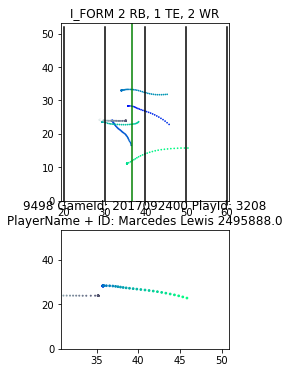 I_FORM 2 RB, 1 TE, 2 WR
50
40
30
20
10
0
20 30 40 50 60
9498 GameId: 2017092400 PlayId: 3208
PlayerName + ID: Marcedes Lewis 2495888.0
40
20
0
35 40 45 50